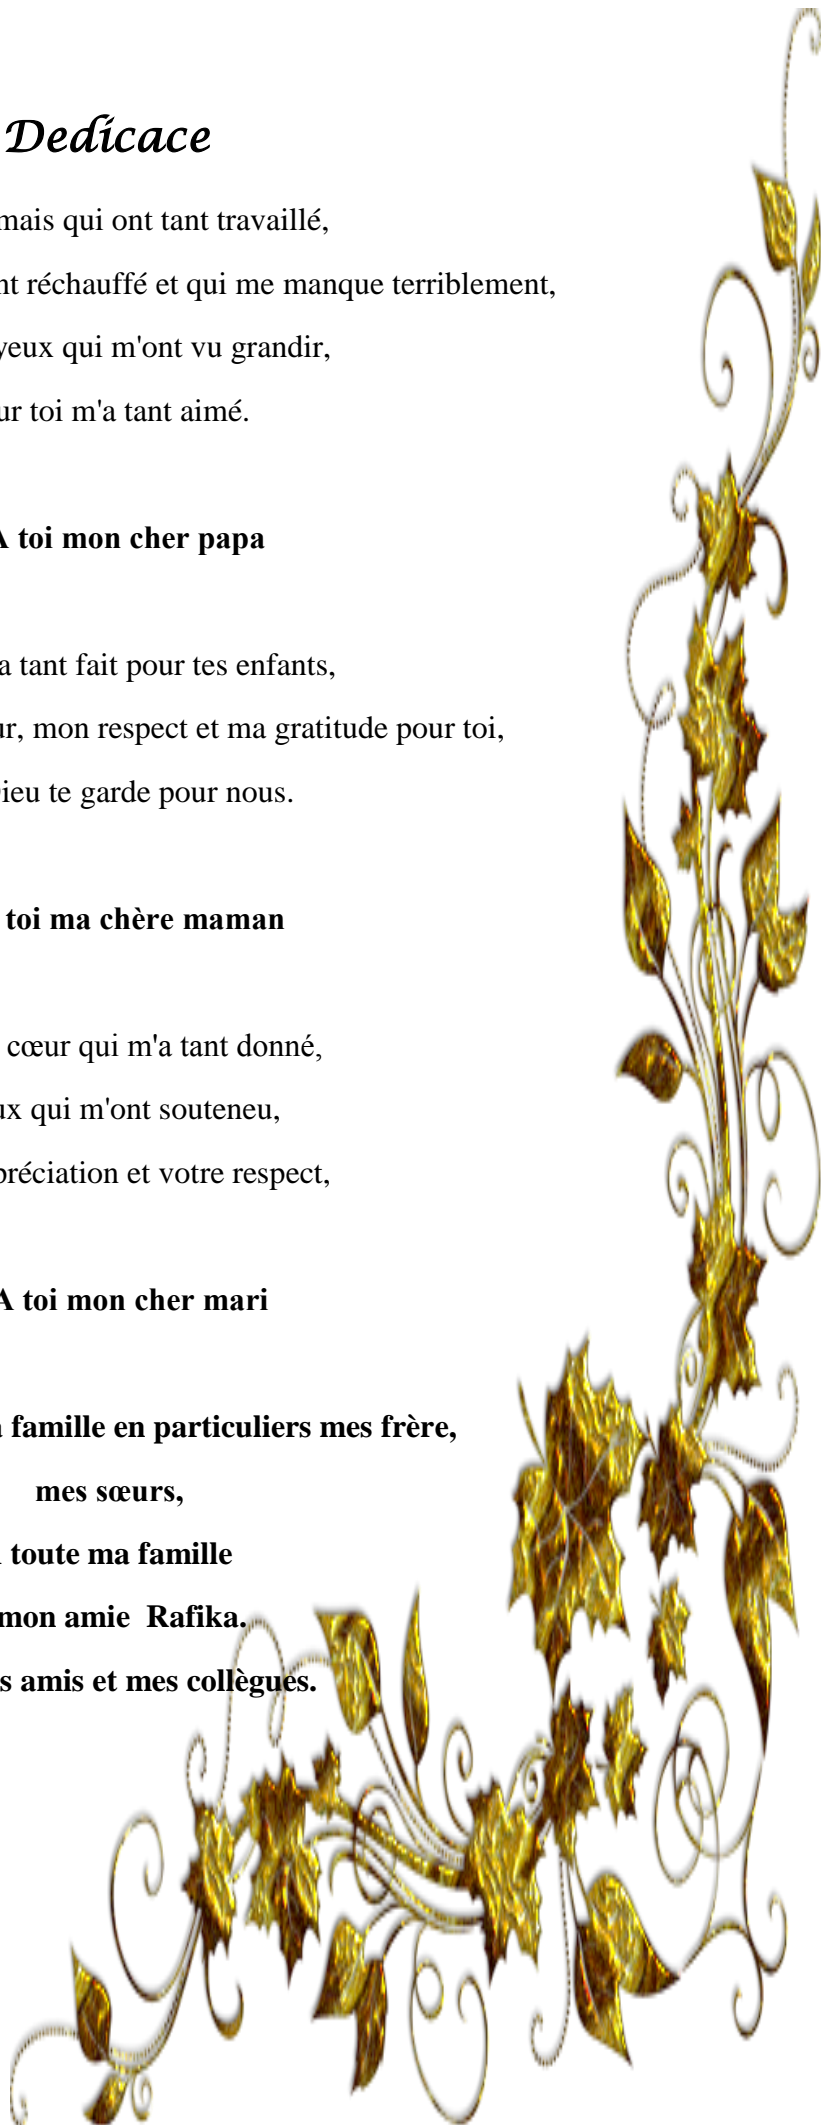 Dedicace
mais qui ont tant travaillé,
nt réchauffé et qui me manque terriblement,
yeux qui m'ont vu grandir,
ur toi m'a tant aimé.
A toi mon cher papa
a tant fait pour tes enfants,
ur, mon respect et ma gratitude pour toi,
Dieu te garde pour nous.
toi ma chère maman
cœur qui m'a tant donné,
ux qui m'ont souteneu,
préciation et votre respect,
A toi mon cher mari
a famille en particuliers mes frère,
mes sœurs,
toute ma famille
mon amie Rafika.
s amis et mes collègues.